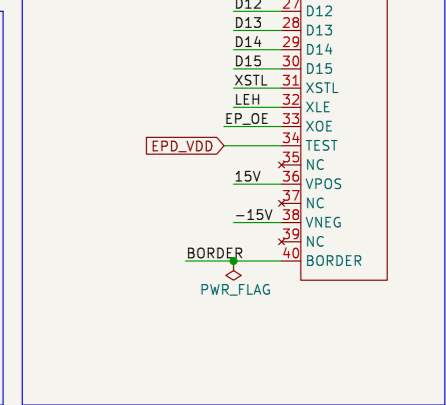 D12 27 D12
D13 28 D13
D14 29 D14
D15 30 D15
XSTL 31 XSTL
LEH 32 XLE
EP_OE 33 XOE
EPD_VDD 34 TEST
35 NC
15V 36 VPOS
37 NC
-15V 38 VNEG
39 NC
BORDER 40 BORDER
PWR_FLAG